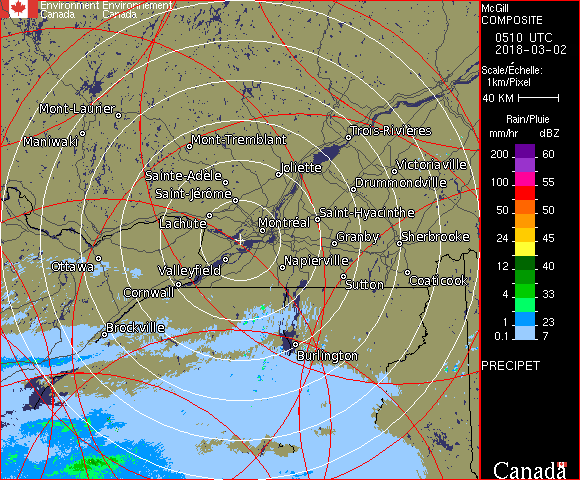 Environment Environnement
Canada Canada
McGill
COMPOSITE
0510 UTC
2018-03-02
Scale/Échelle:
1km/Pixel
40 KM
Rain/Pluie
mm/hr dBZ
200 60
100 55
50 50
24 45
12 40
4 33
1 23
0.1 7
PRECIPET
Canada
Mont-Laurier
Maniwaki
Mont-Tremblant
Trois-Rivières
Sainte-Adèle
Joliette
Victoriaville
Saint-Jérôme
Drummondville
Lachute
Montréal
Saint-Hyacinthe
Granby
Sherbrooke
Ottawa
Valleyfield
Napierville
Cornwall
Sutton
Coaticook
Brockville
Burlington